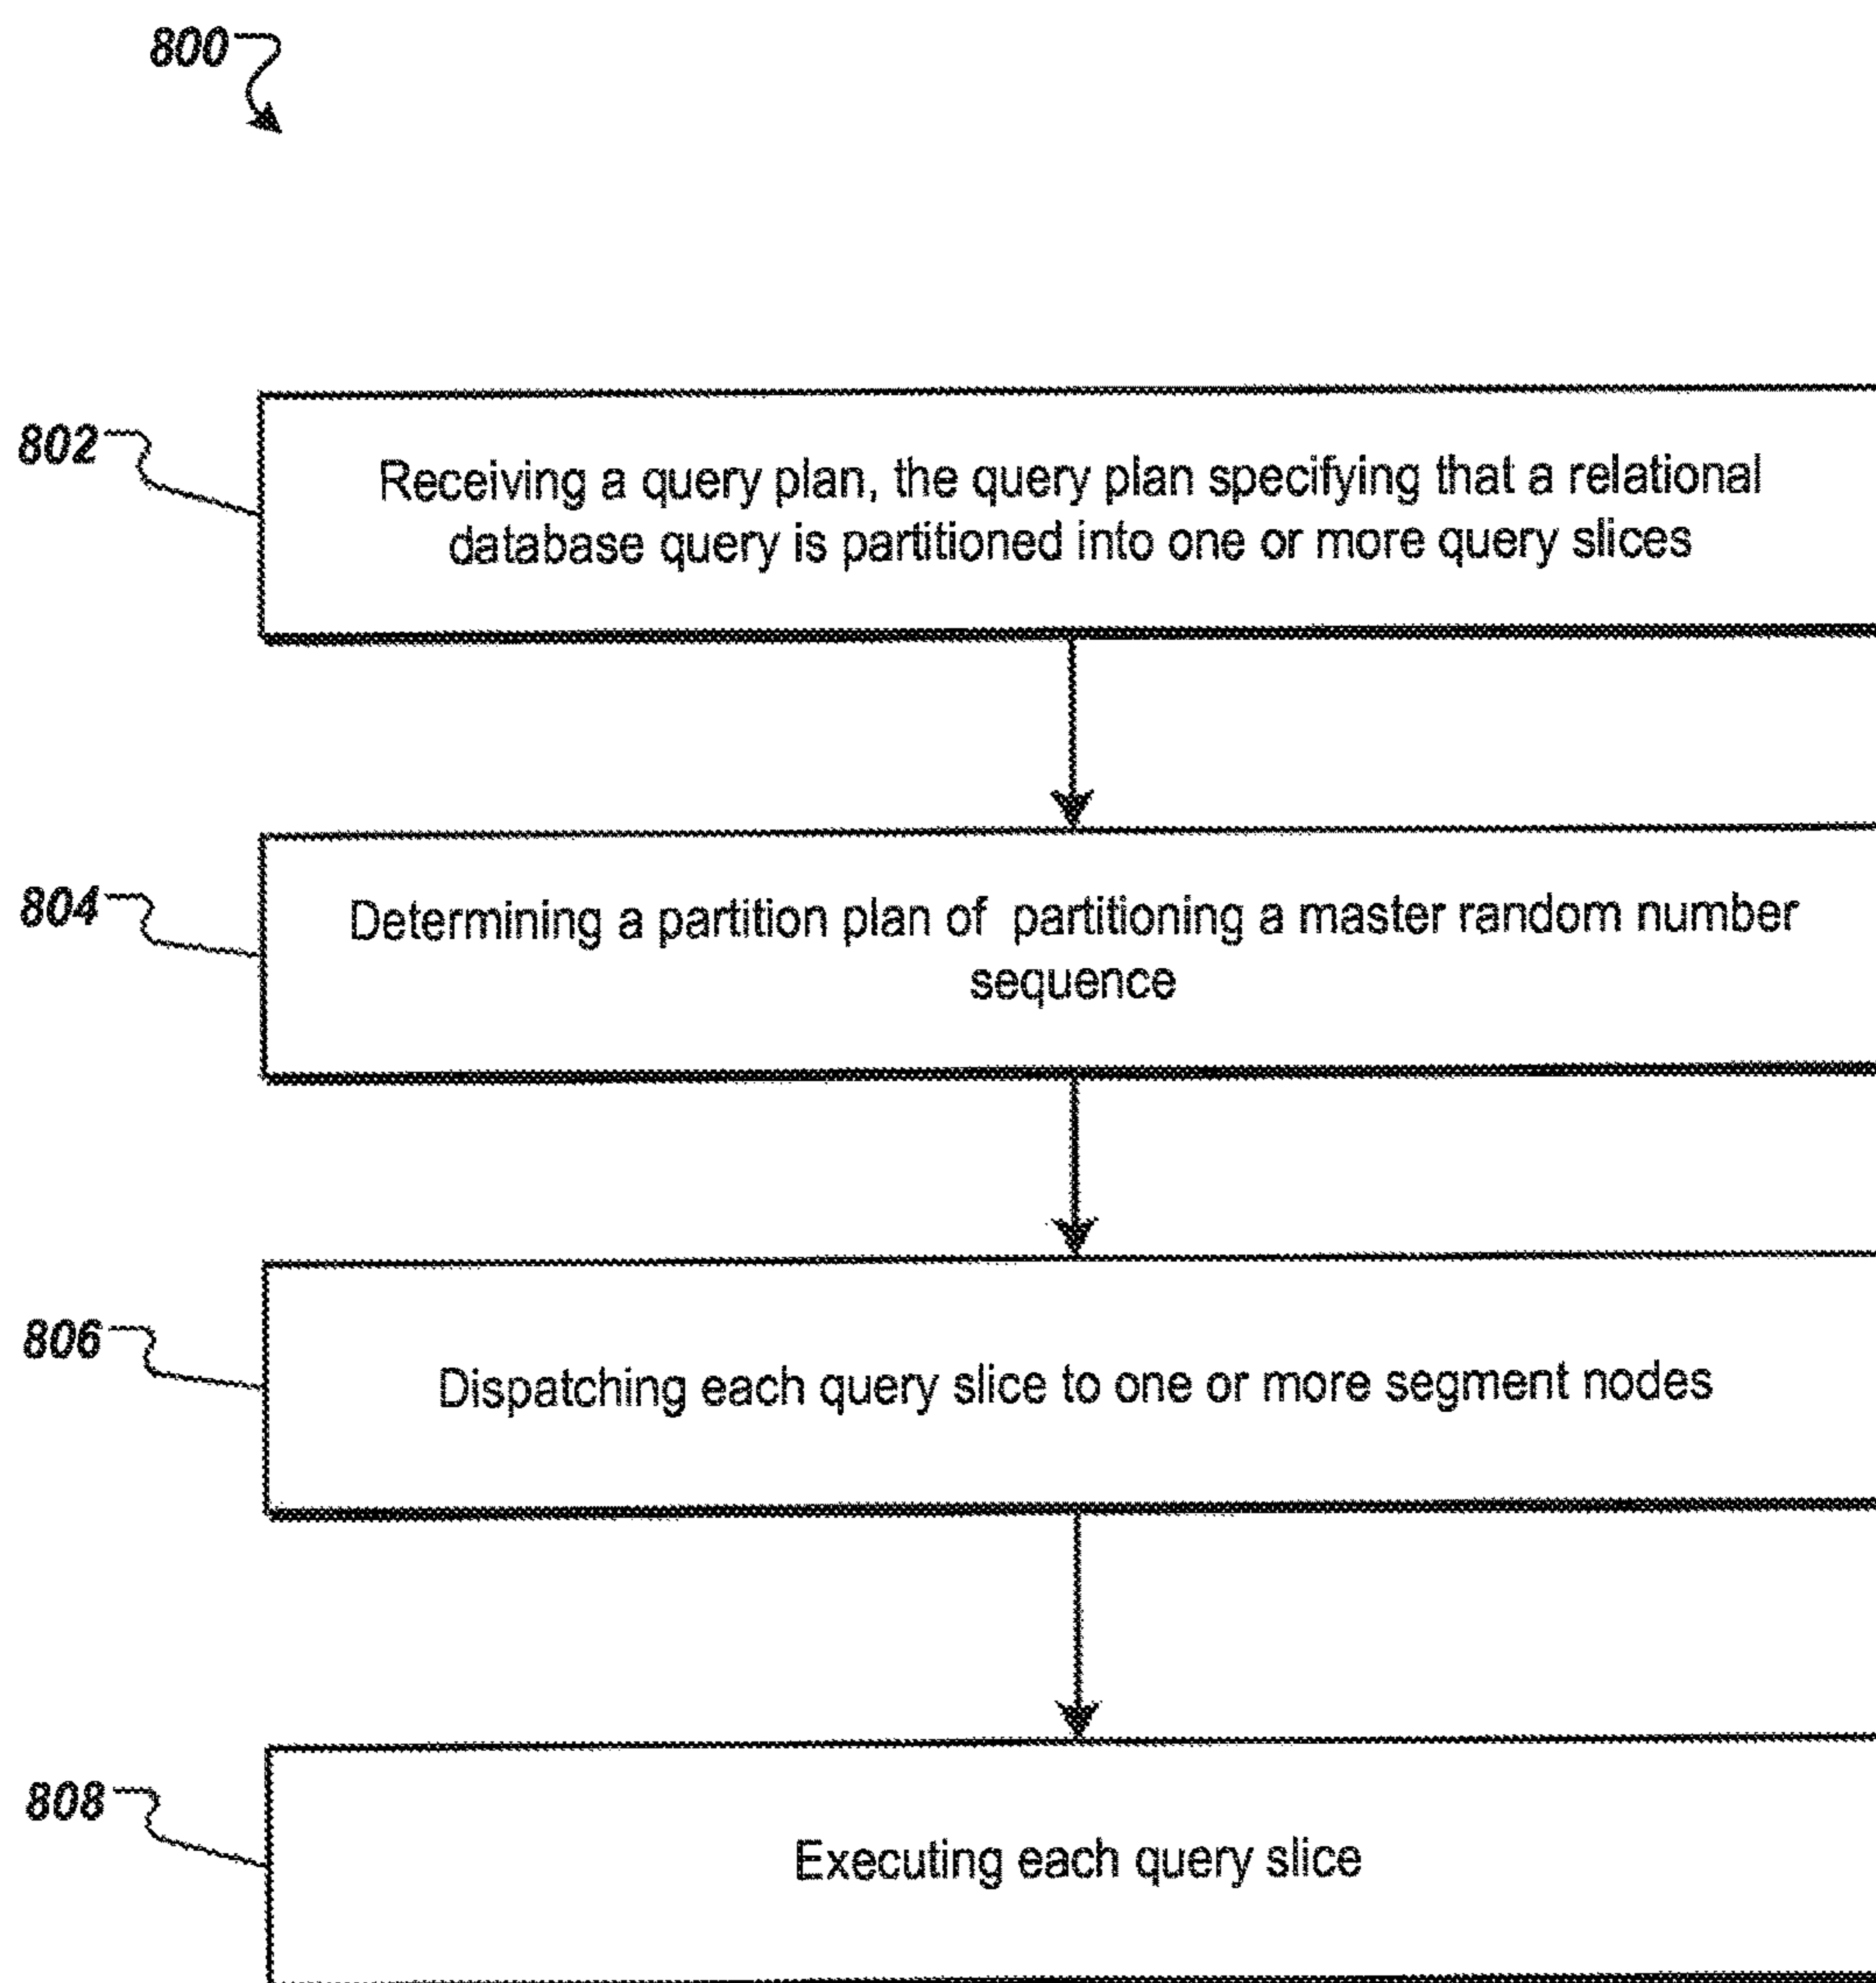 800
802
Receiving a query plan, the query plan specifying that a relational
database query is partitioned into one or more query slices
804
Determining a partition plan of partitioning a master random number
sequence
806
Dispatching each query slice to one or more segment nodes
808
Executing each query slice